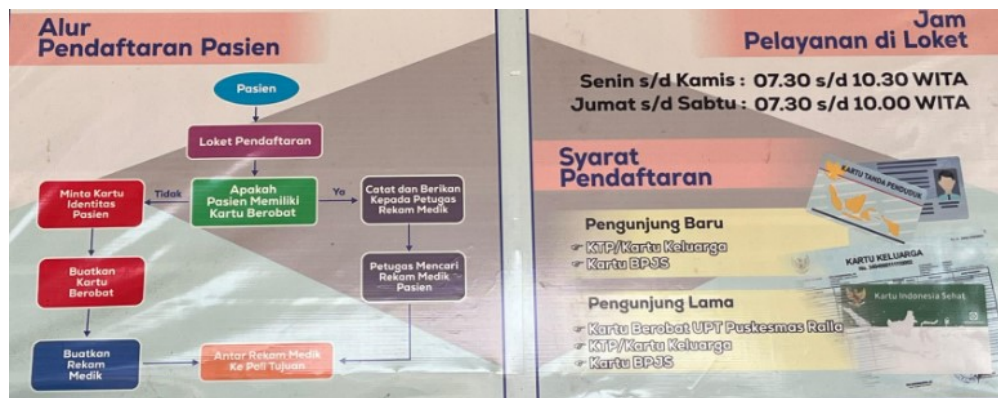 Alur
Pendaftaran Pasien
Pasien
Loket Pendaftaran
Apakah
Pasien Memiliki
Kartu Berobat
Tidak
Ya
Minta Kartu
Identitas
Pasien
Buatkan
Kartu
Berobat
Buatkan
Rekam
Medik
Catat dan Berikan
Kepada Petugas
Rekam Medik
Petugas Mencari
Rekam Medik
Pasien
Antar Rekam Medik
Ke Peli Tujuan
Jam
Pelayanan di Loket
Senin s/d Kamis : 07.30 s/d 10.30 WITA
Jumat s/d Sabtu : 07.30 s/d 10.00 WITA
Syarat
Pendaftaran
Pengunjung Baru
KTP/Kartu Keluarga
Kartu BPJS
Pengunjung Lama
Kartu Berobat UPT Puskesmas Ralla
KTP/Kartu Keluarga
Kartu BPJS
KARTU TANDA PENDUDUK
KARTU KELUARGA
Kartu Indonesia Sehat